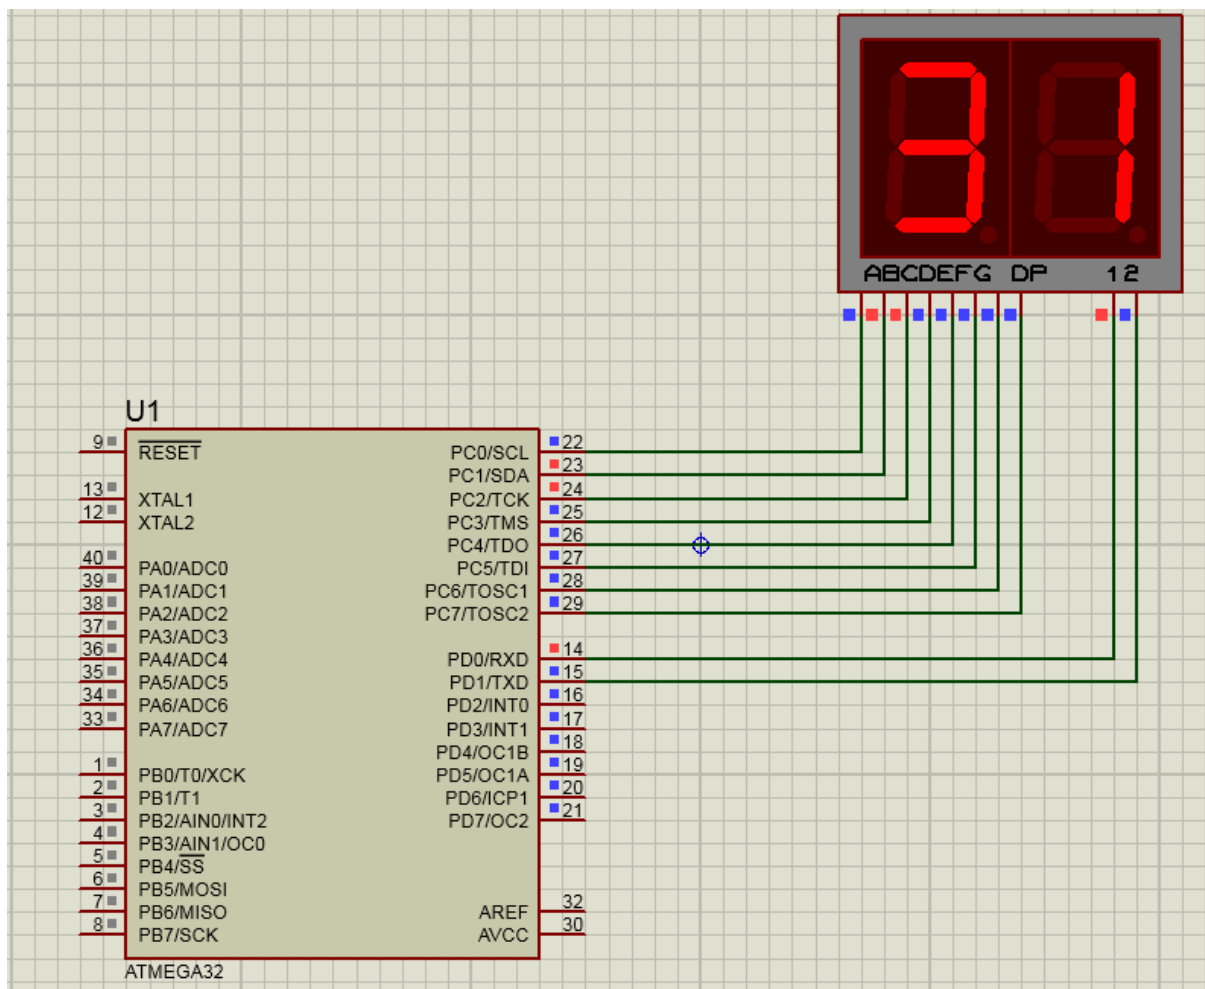 31
ABCDEFG DP 12
U1
9 RESET
13 XTAL1
12 XTAL2
40 PA0/ADC0
39 PA1/ADC1
38 PA2/ADC2
37 PA3/ADC3
36 PA4/ADC4
35 PA5/ADC5
34 PA6/ADC6
33 PA7/ADC7
1 PB0/T0/XCK
2 PB1/T1
3 PB2/AIN0/INT2
4 PB3/AIN1/OC0
5 PB4/SS
6 PB5/MOSI
7 PB6/MISO
8 PB7/SCK
PC0/SCL 22
PC1/SDA 23
PC2/TCK 24
PC3/TMS 25
PC4/TDO 26
PC5/TDI 27
PC6/TOSC1 28
PC7/TOSC2 29
PD0/RXD 14
PD1/TXD 15
PD2/INT0 16
PD3/INT1 17
PD4/OC1B 18
PD5/OC1A 19
PD6/ICP1 20
PD7/OC2 21
AREF 32
AVCC 30
ATMEGA32